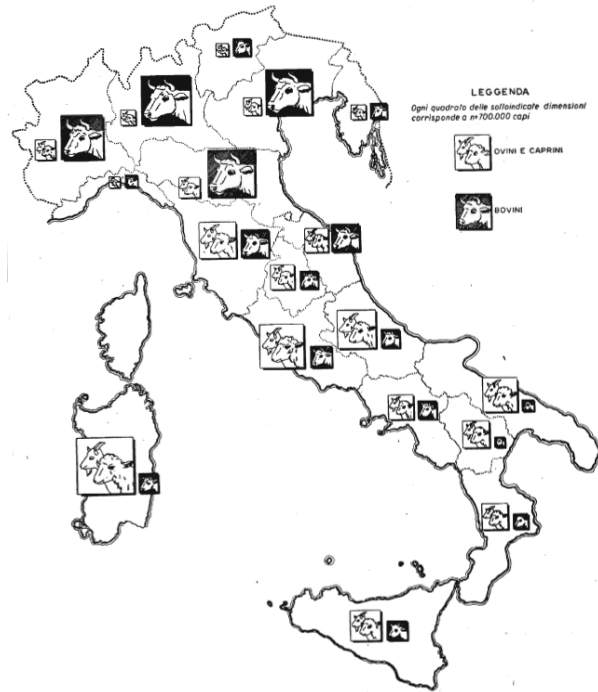 LEGGENDA
Ogni quadrato delle sottoindicate dimensioni
corrisponde a n°700.000 capi
OVINI E CAPRINI
BOVINI